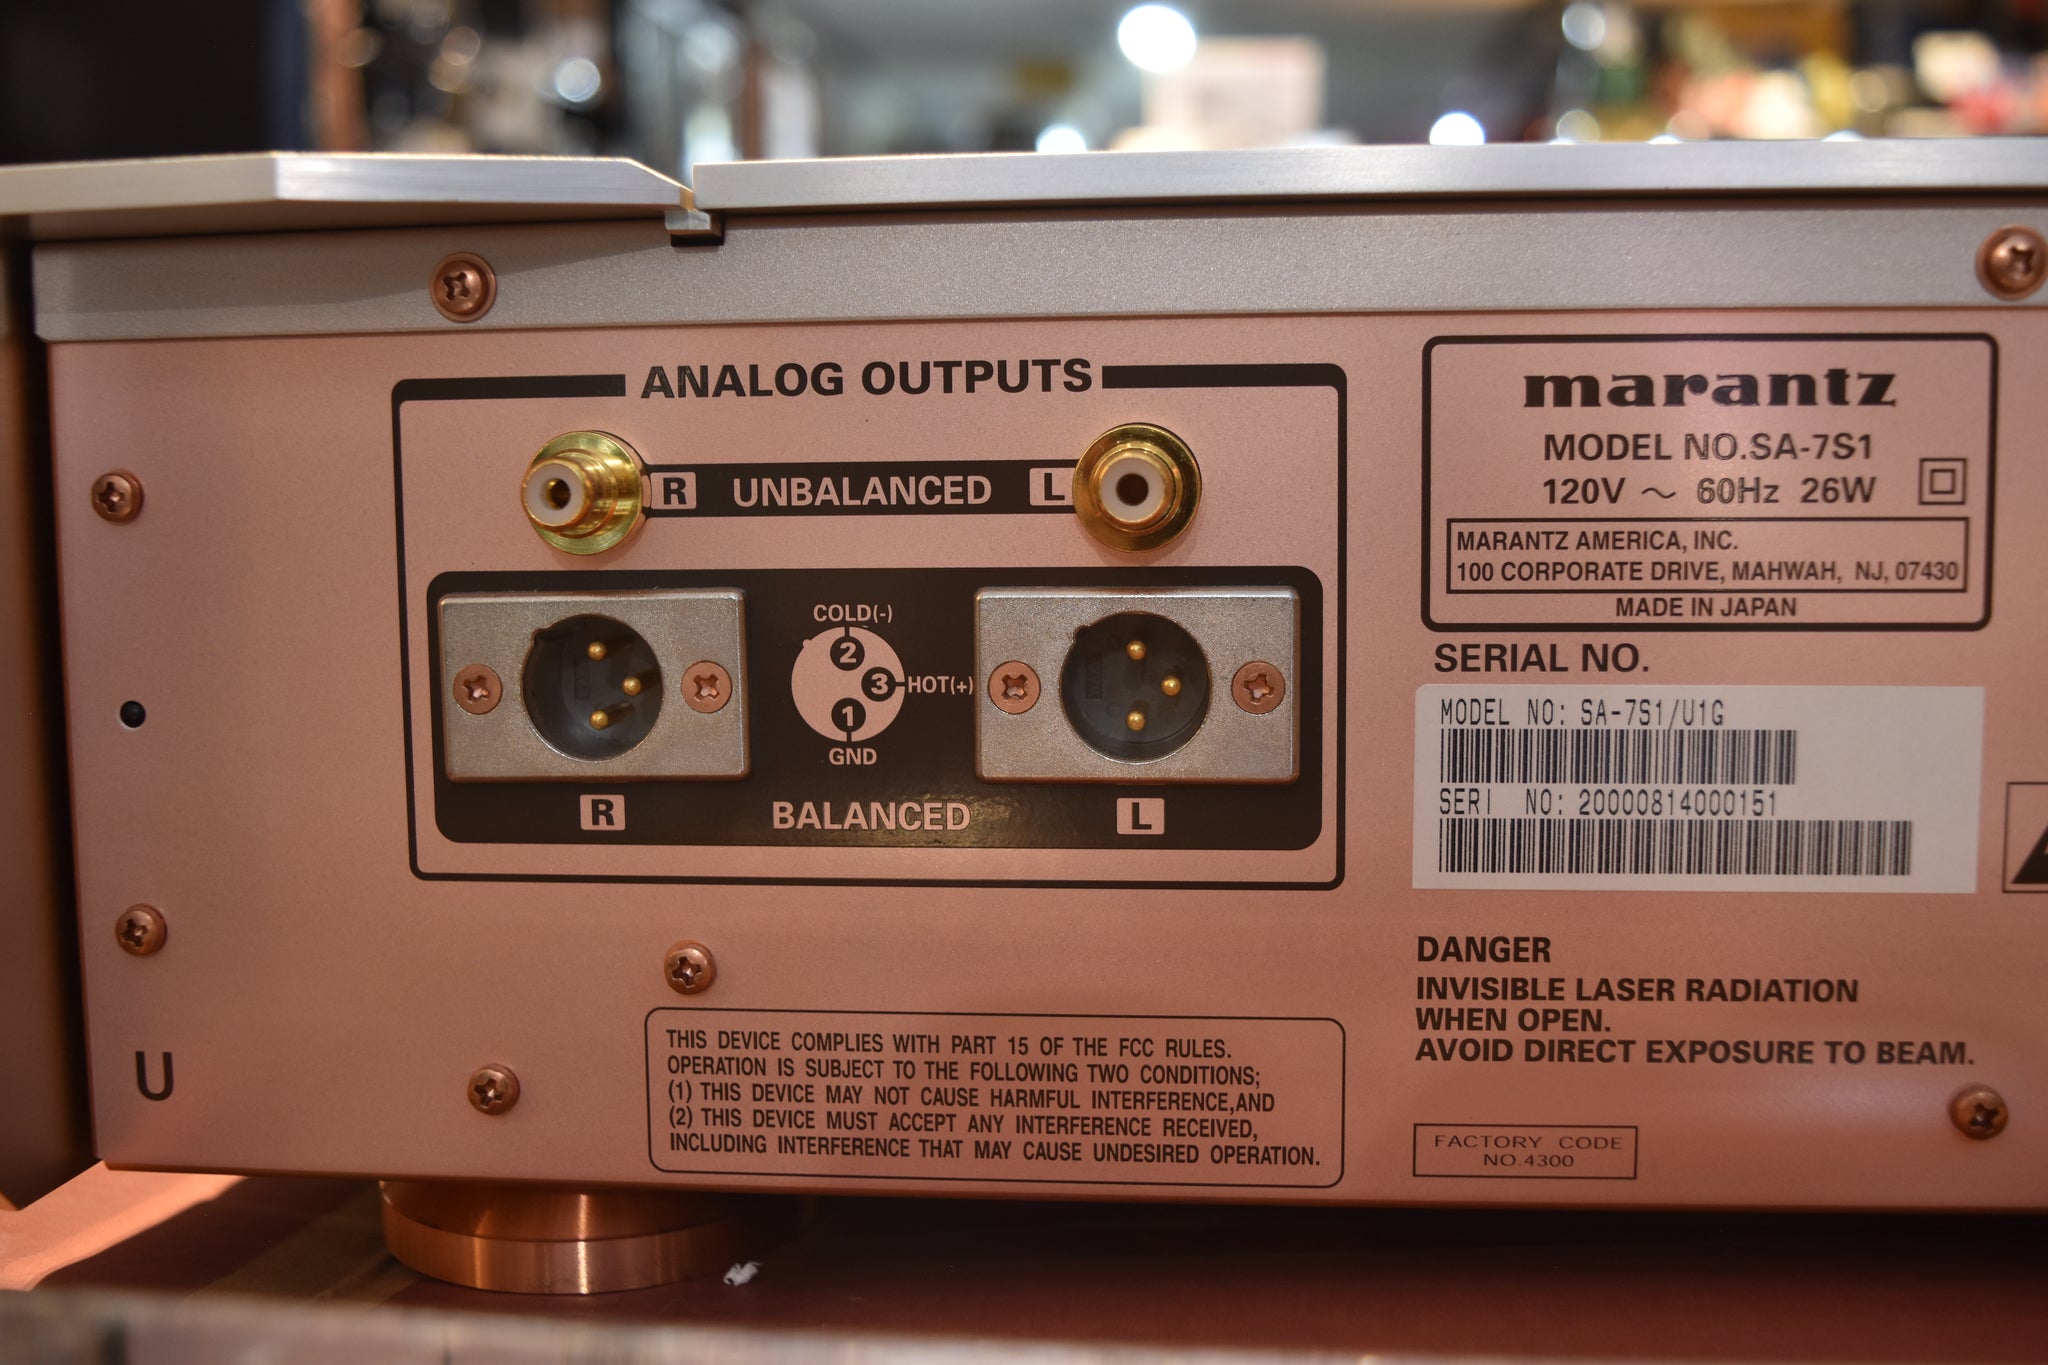 ANALOG OUTPUTS
R UNBALANCED L
COLD(-)
2
3 HOT(+)
1
GND
R BALANCED L
marantz
MODEL NO.SA-7S1
120V ～ 60Hz 26W
MARANTZ AMERICA, INC.
100 CORPORATE DRIVE, MAHWAH, NJ, 07430
MADE IN JAPAN
SERIAL NO.
MODEL NO: SA-7S1/U1G
SERI NO: 20000814000151
DANGER
INVISIBLE LASER RADIATION
WHEN OPEN.
AVOID DIRECT EXPOSURE TO BEAM.
FACTORY CODE
NO.4300
U
THIS DEVICE COMPLIES WITH PART 15 OF THE FCC RULES.
OPERATION IS SUBJECT TO THE FOLLOWING TWO CONDITIONS;
(1) THIS DEVICE MAY NOT CAUSE HARMFUL INTERFERENCE,AND
(2) THIS DEVICE MUST ACCEPT ANY INTERFERENCE RECEIVED,
INCLUDING INTERFERENCE THAT MAY CAUSE UNDESIRED OPERATION.